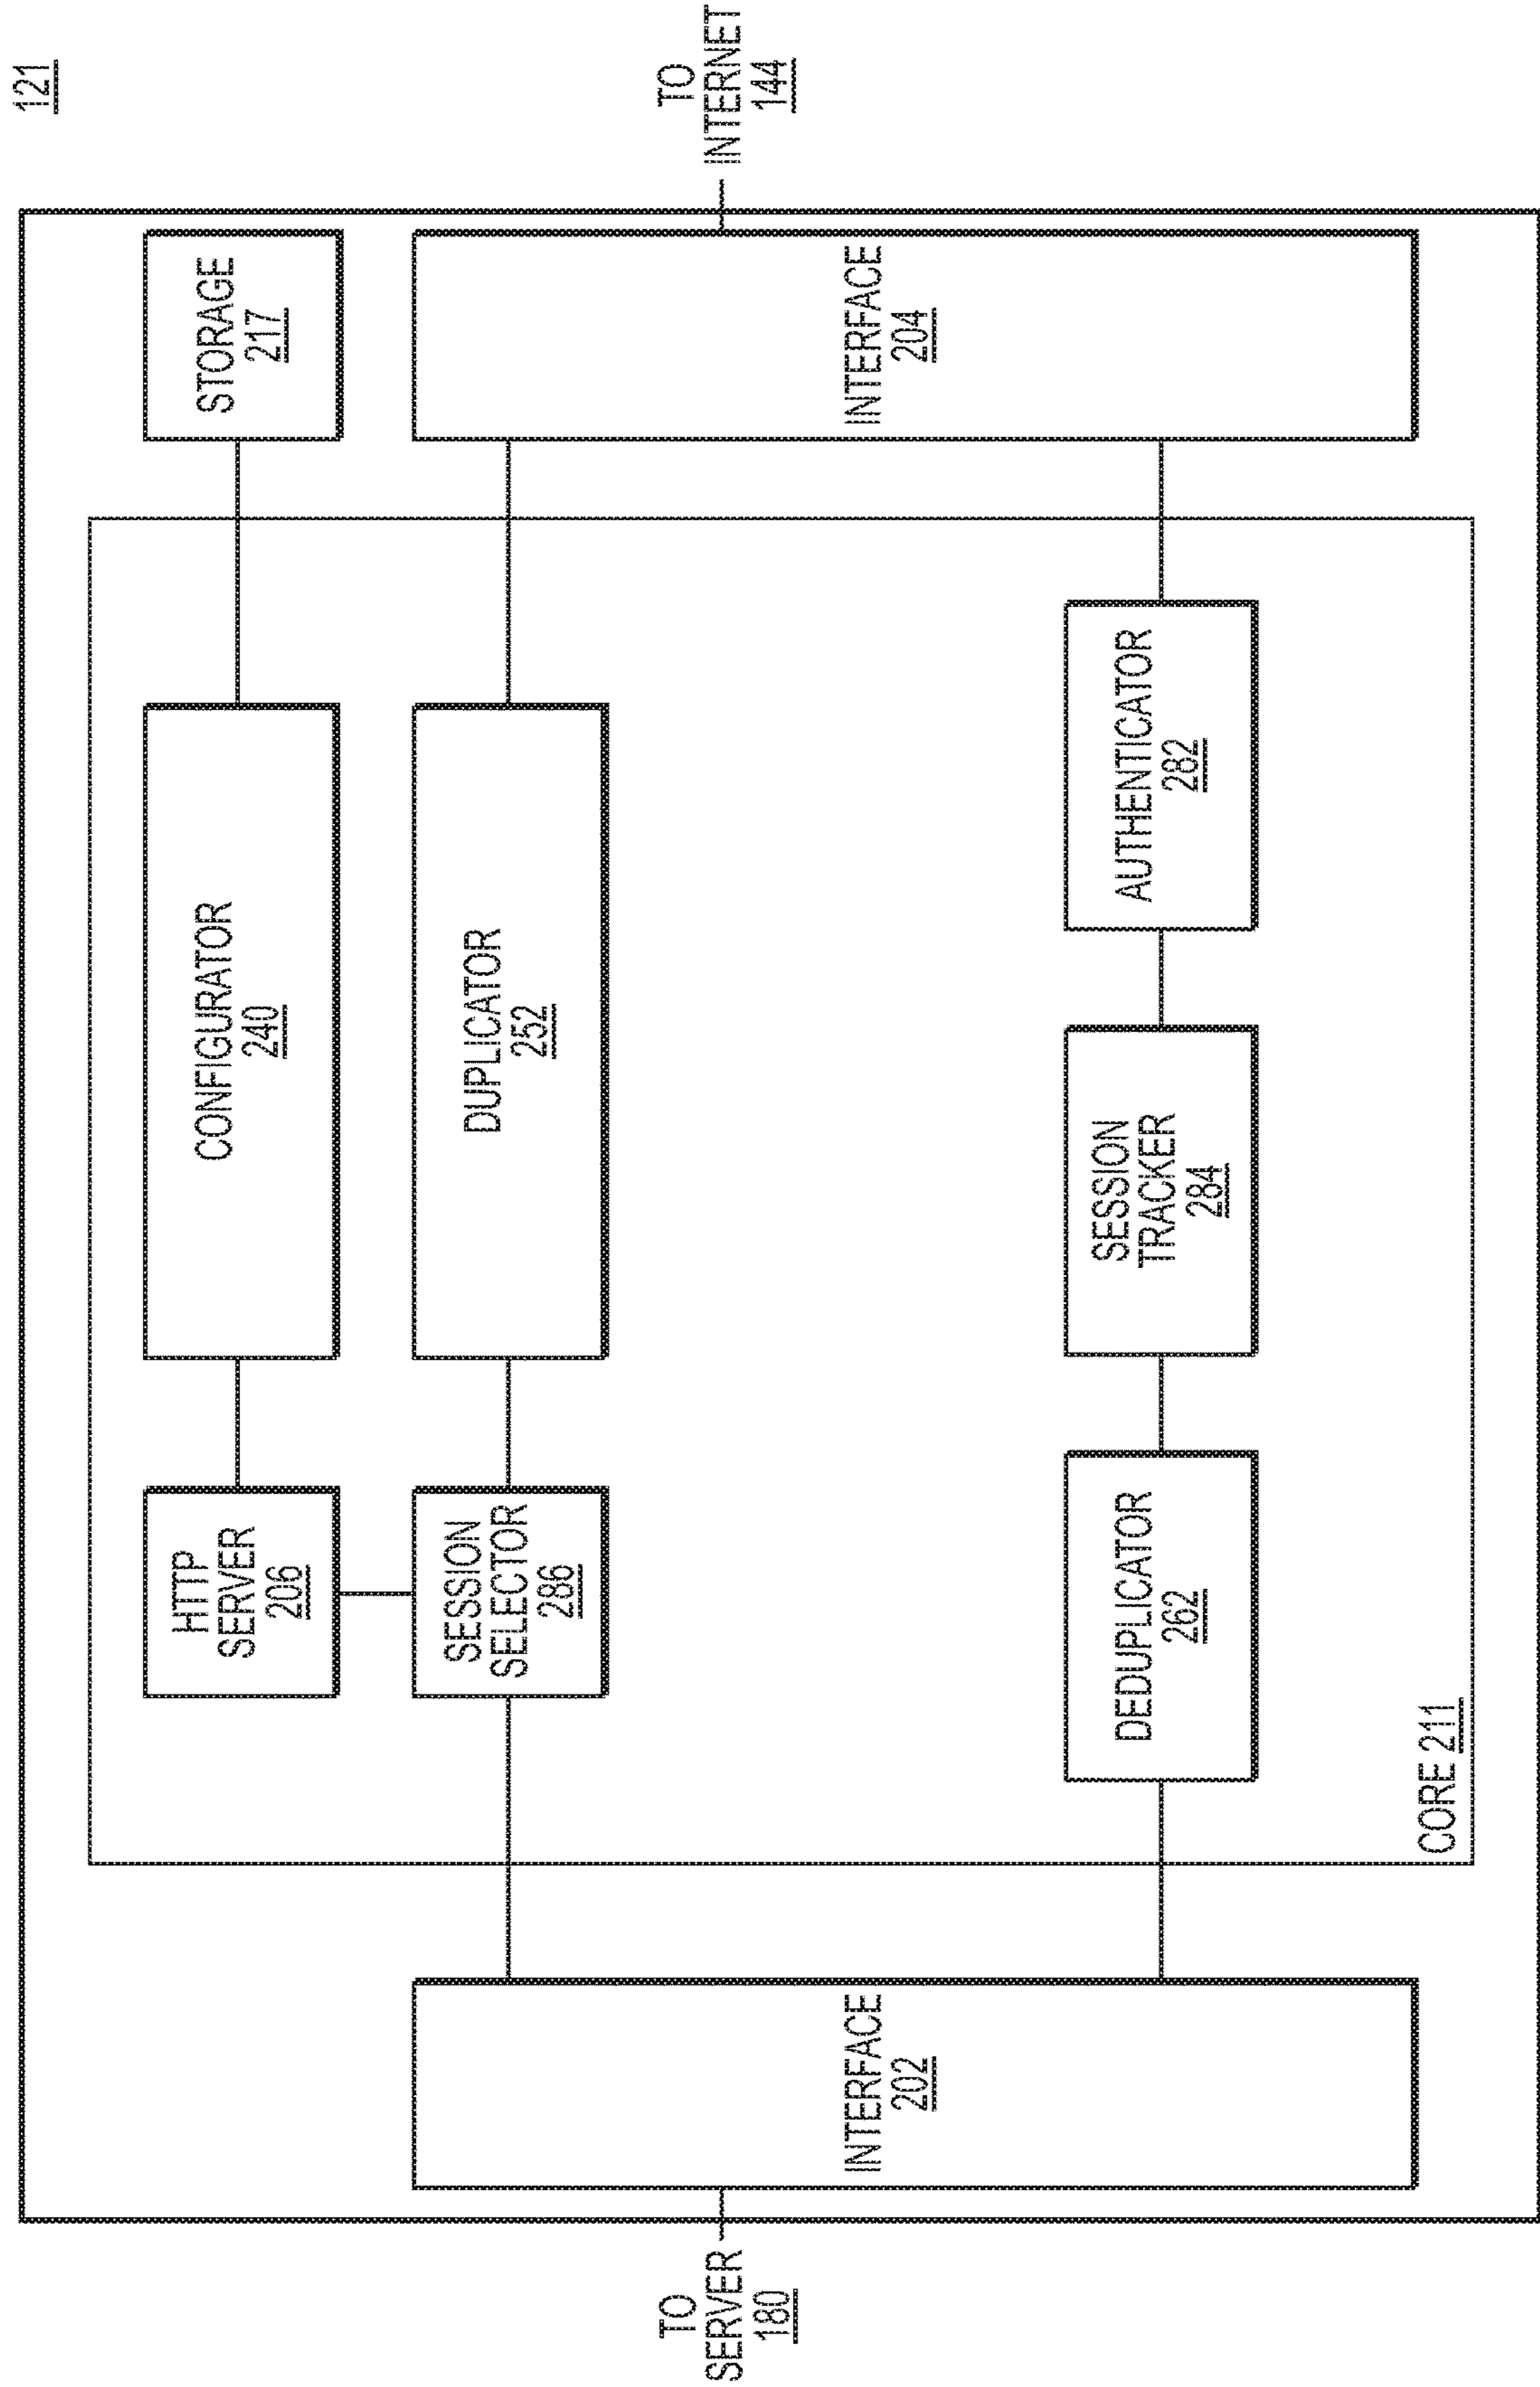 121
TO
SERVER
180
INTERFACE
202
HTTP
SERVER
206
CONFIGURATOR
240
STORAGE
217
SESSION
SELECTOR
286
DUPLICATOR
252
INTERFACE
204
TO
INTERNET
144
DEDUPLICATOR
262
SESSION
TRACKER
284
AUTHENTICATOR
282
CORE 211